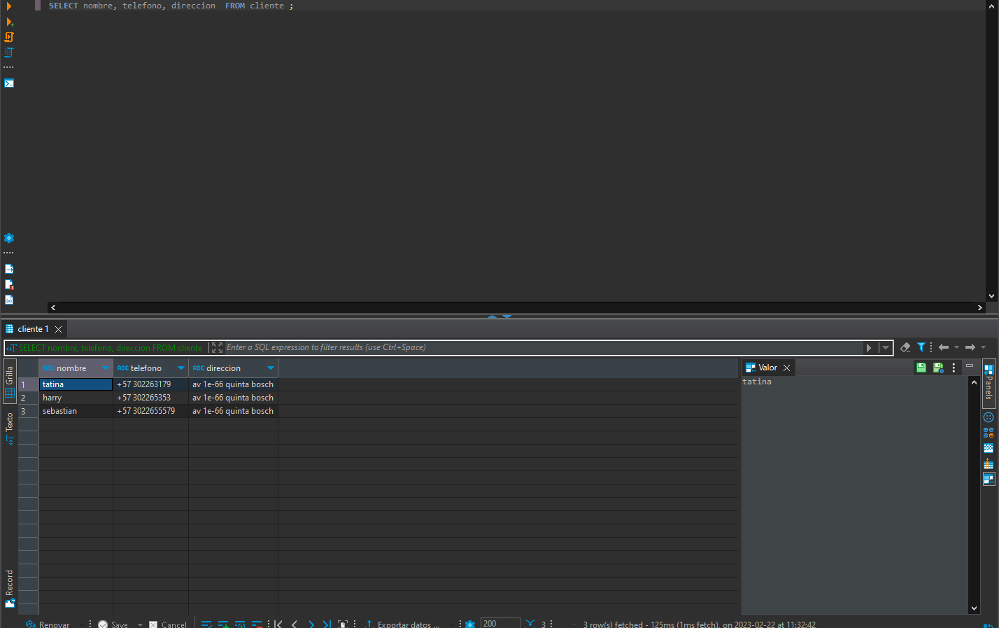 SELECT nombre, telefono, direccion  FROM cliente ;
cliente 1
SELECT nombre, telefono, direccion FROM cliente
Enter a SQL expression to filter results (use Ctrl+Space)
Grilla
Texto
Record
ABC nombre ABC telefono ABC direccion
1 tatina +57 302263179 av 1e-66 quinta bosch
2 harry +57 302265353 av 1e-66 quinta bosch
3 sebastian +57 3022655579 av 1e-66 quinta bosch
Valor
tatina
Panels
Renovar Save Cancel Exportar datos ... 200 3 3 row(s) fetched - 125ms (1ms fetch), on 2023-02-22 at 11:32:42